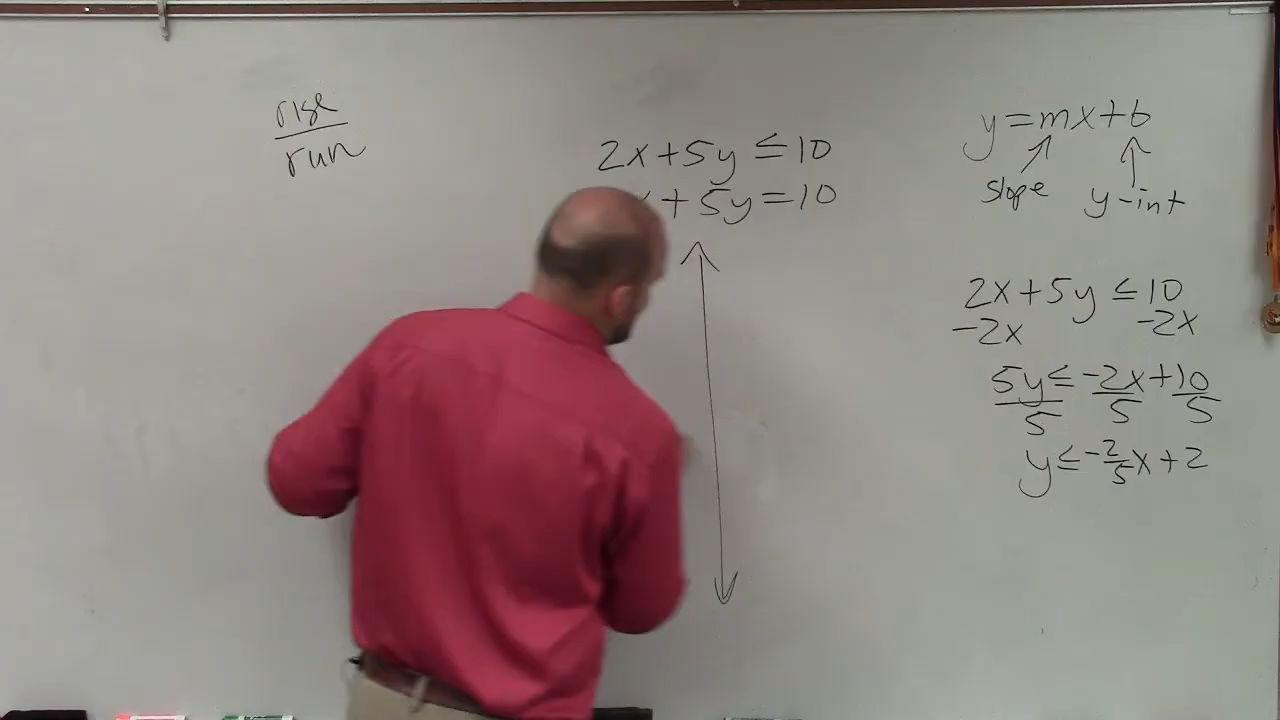 rise
run
2x+5y ≤10
+5y=10
y=mx+b
slope y-int
2x+5y ≤10
-2x -2x
5y≤-2x+10
5 5 5
y≤-2/5x+2